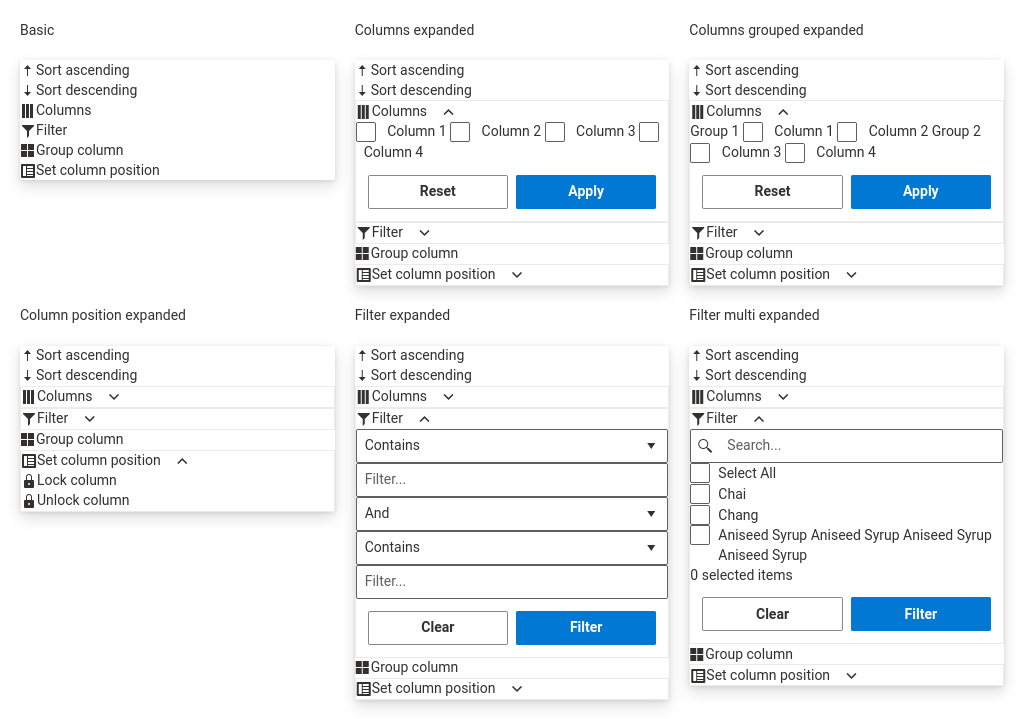 Basic
Sort ascending
Sort descending
Columns
Filter
Group column
Set column position
Columns expanded
Sort ascending
Sort descending
Columns
Column 1 Column 2 Column 3
Column 4
Reset Apply
Filter
Group column
Set column position
Columns grouped expanded
Sort ascending
Sort descending
Columns
Group 1 Column 1 Column 2 Group 2
Column 3 Column 4
Reset Apply
Filter
Group column
Set column position
Column position expanded
Sort ascending
Sort descending
Columns
Filter
Group column
Set column position
Lock column
Unlock column
Filter expanded
Sort ascending
Sort descending
Columns
Filter
Contains
Filter...
And
Contains
Filter...
Clear Filter
Group column
Set column position
Filter multi expanded
Sort ascending
Sort descending
Columns
Filter
Search...
Select All
Chai
Chang
Aniseed Syrup Aniseed Syrup Aniseed Syrup
Aniseed Syrup
0 selected items
Clear Filter
Group column
Set column position